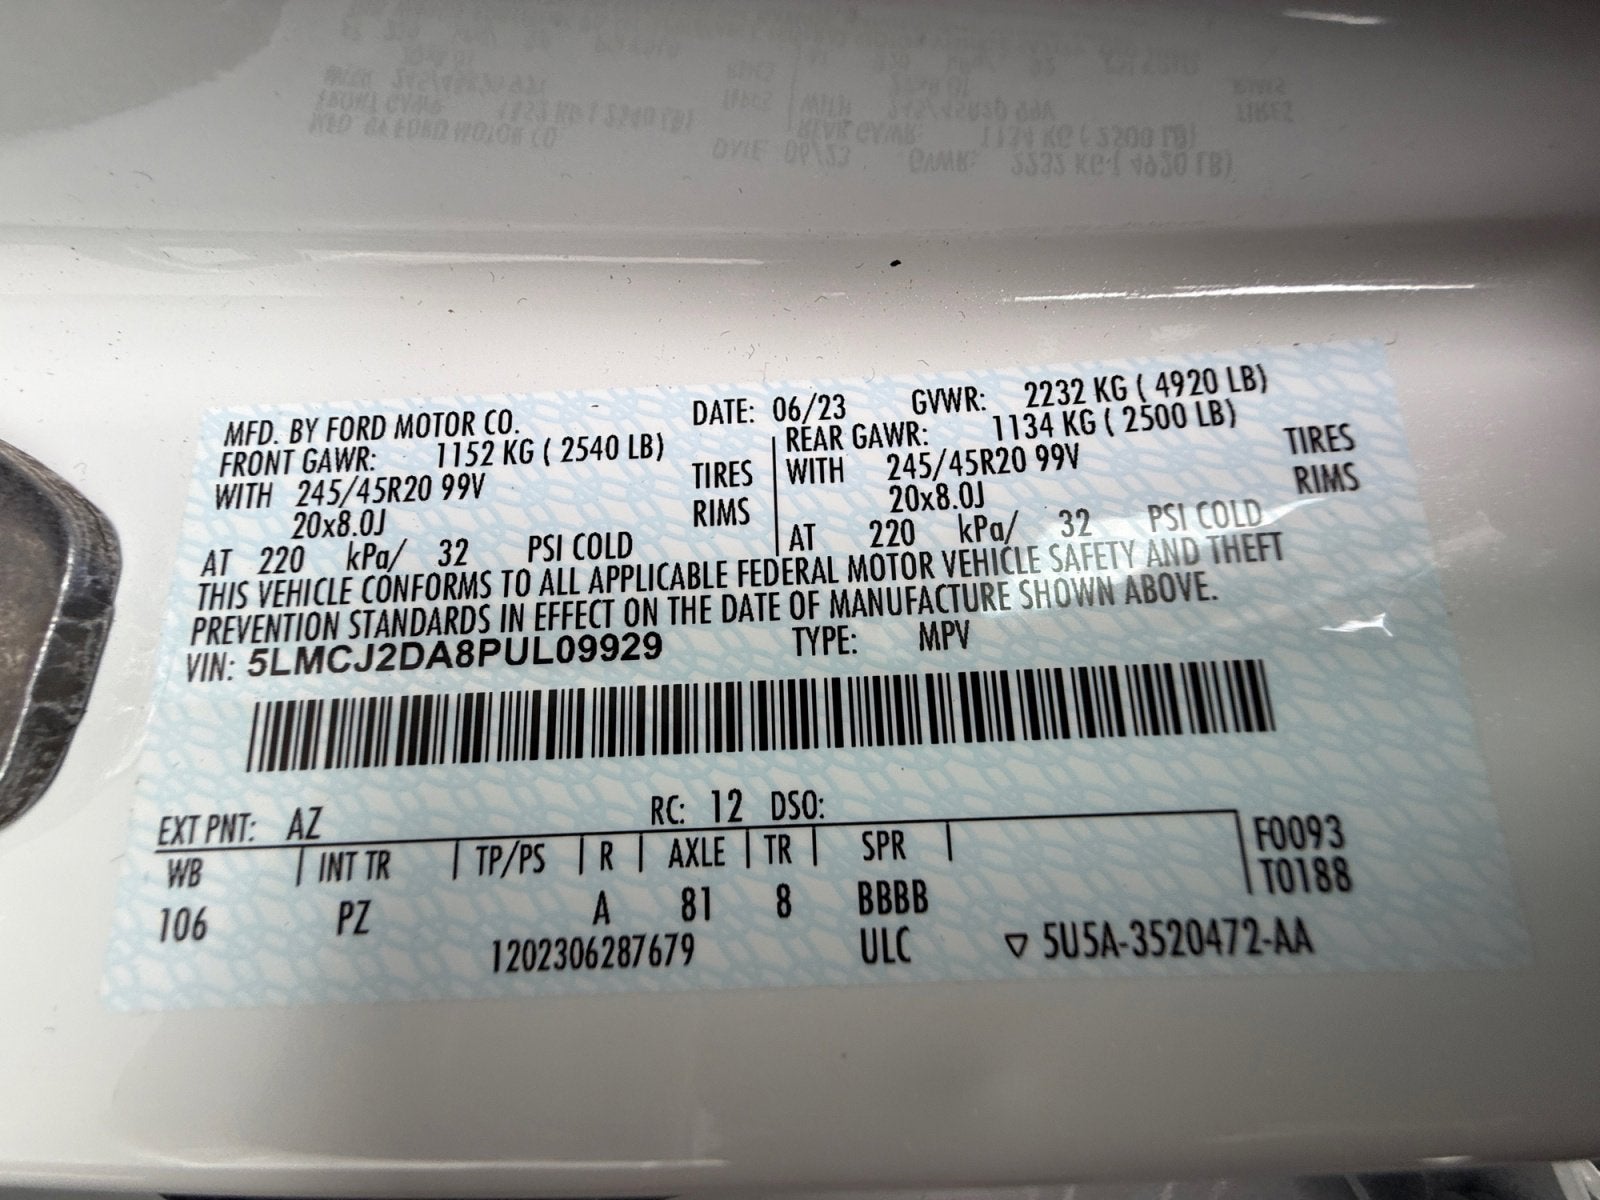 MFD. BY FORD MOTOR CO. DATE: 06/23 GVWR: 2232 KG ( 4920 LB)
FRONT GAWR: 1152 KG ( 2540 LB) REAR GAWR: 1134 KG ( 2500 LB)
WITH 245/45R20 99V TIRES WITH 245/45R20 99V TIRES
20x8.0J RIMS 20x8.0J RIMS
AT 220 kPa/ 32 PSI COLD AT 220 kPa/ 32 PSI COLD
THIS VEHICLE CONFORMS TO ALL APPLICABLE FEDERAL MOTOR VEHICLE SAFETY AND THEFT
PREVENTION STANDARDS IN EFFECT ON THE DATE OF MANUFACTURE SHOWN ABOVE.
VIN: 5LMCJ2DA8PUL09929 TYPE: MPV
EXT PNT: AZ RC: 12 DSO:
WB | INT TR | TP/PS | R | AXLE | TR | SPR | F0093
T0188
106 PZ A 81 8 BBBB
1202306287679 ULC ▽ 5U5A-3520472-AA